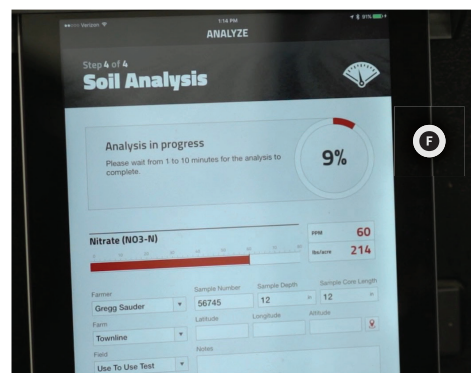 Verizon 1:14 PM 81%
ANALYZE
Step 4 of 4
Soil Analysis
Analysis in progress
Please wait from 1 to 10 minutes for the analysis to
complete.
9%
F
Nitrate (NO3-N)
PPM 60
lbs/acre 214
Farmer
Gregg Sauder
Sample Number
56745
Sample Depth
12
Sample Core Length
12
Farm
Townline
Latitude
Longitude
Altitude
Field
Use To Use Test
Notes